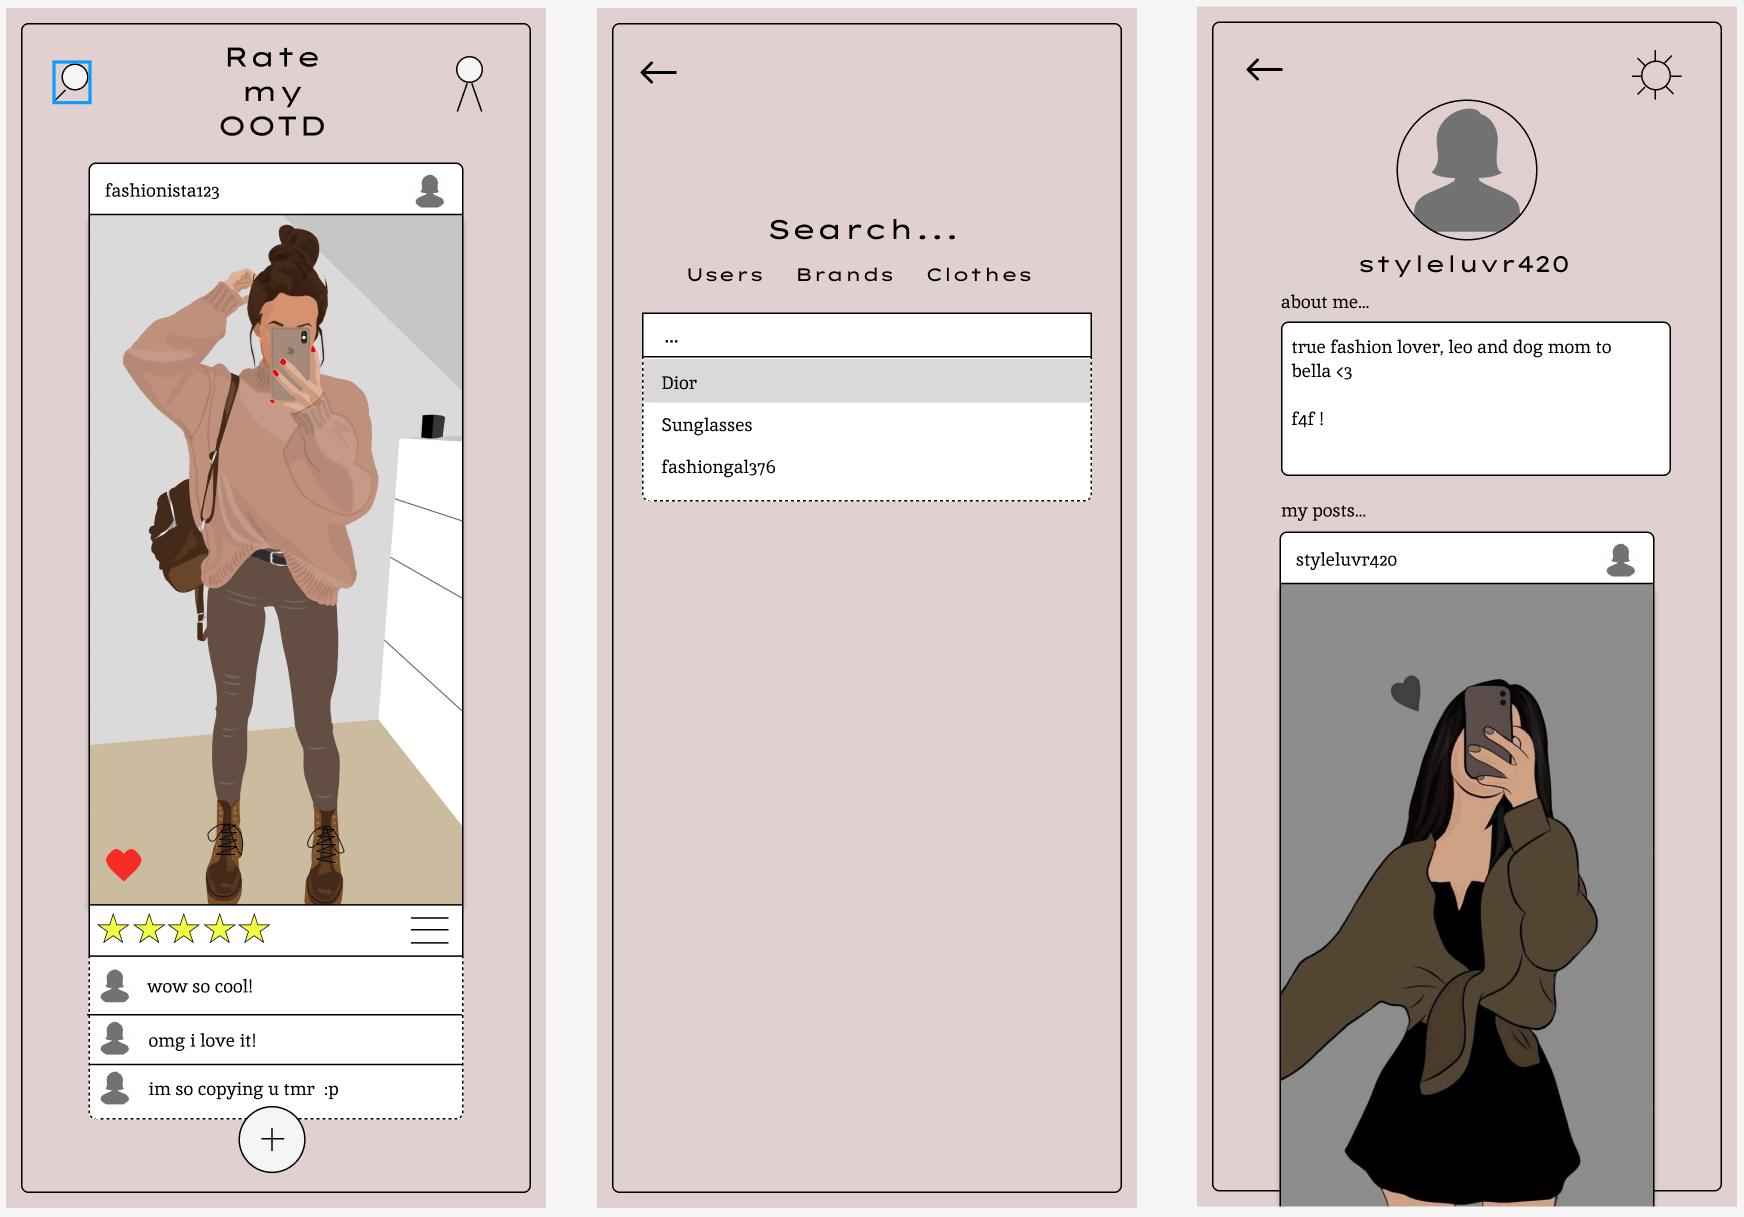 Rate
my
OOTD
fashionista123
wow so cool!
omg i love it!
im so copying u tmr :p
Search...
Users Brands Clothes
...
Dior
Sunglasses
fashiongal376
styleluvr420
about me...
true fashion lover, leo and dog mom to
bella <3
f4f !
my posts...
styleluvr420